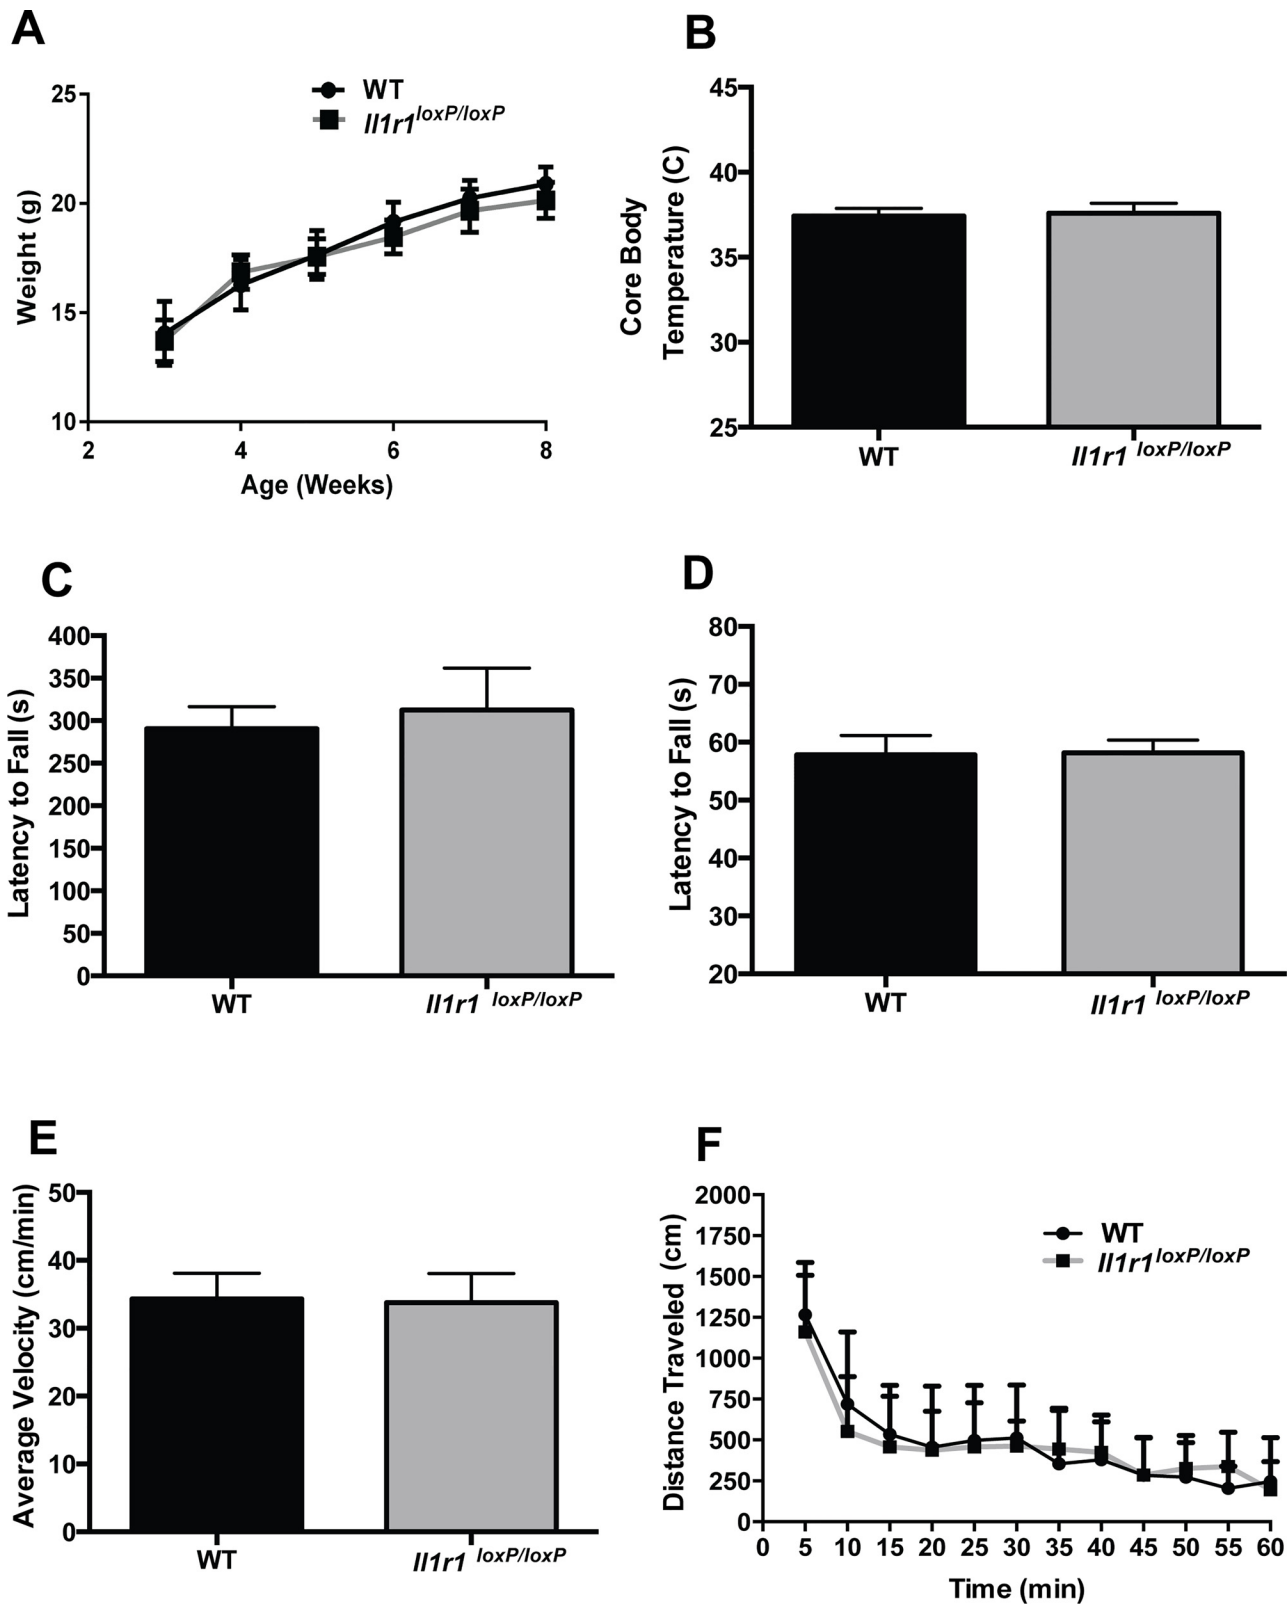 A
WT
Il1r1 loxP/loxP
25
20
15
10
Weight (g)
2 4 6 8
Age (Weeks)
B
45
40
35
30
25
Core Body
Temperature (C)
WT Il1r1 loxP/loxP
C
400
350
300
250
200
150
100
50
0
Latency to Fall (s)
WT Il1r1 loxP/loxP
D
80
70
60
50
40
30
20
Latency to Fall (s)
WT Il1r1 loxP/loxP
E
50
40
30
20
10
0
Average Velocity (cm/min)
WT Il1r1 loxP/loxP
F
WT
Il1r1 loxP/loxP
2000
1750
1500
1250
1000
750
500
250
0
Distance Traveled (cm)
0 5 10 15 20 25 30 35 40 45 50 55 60
Time (min)